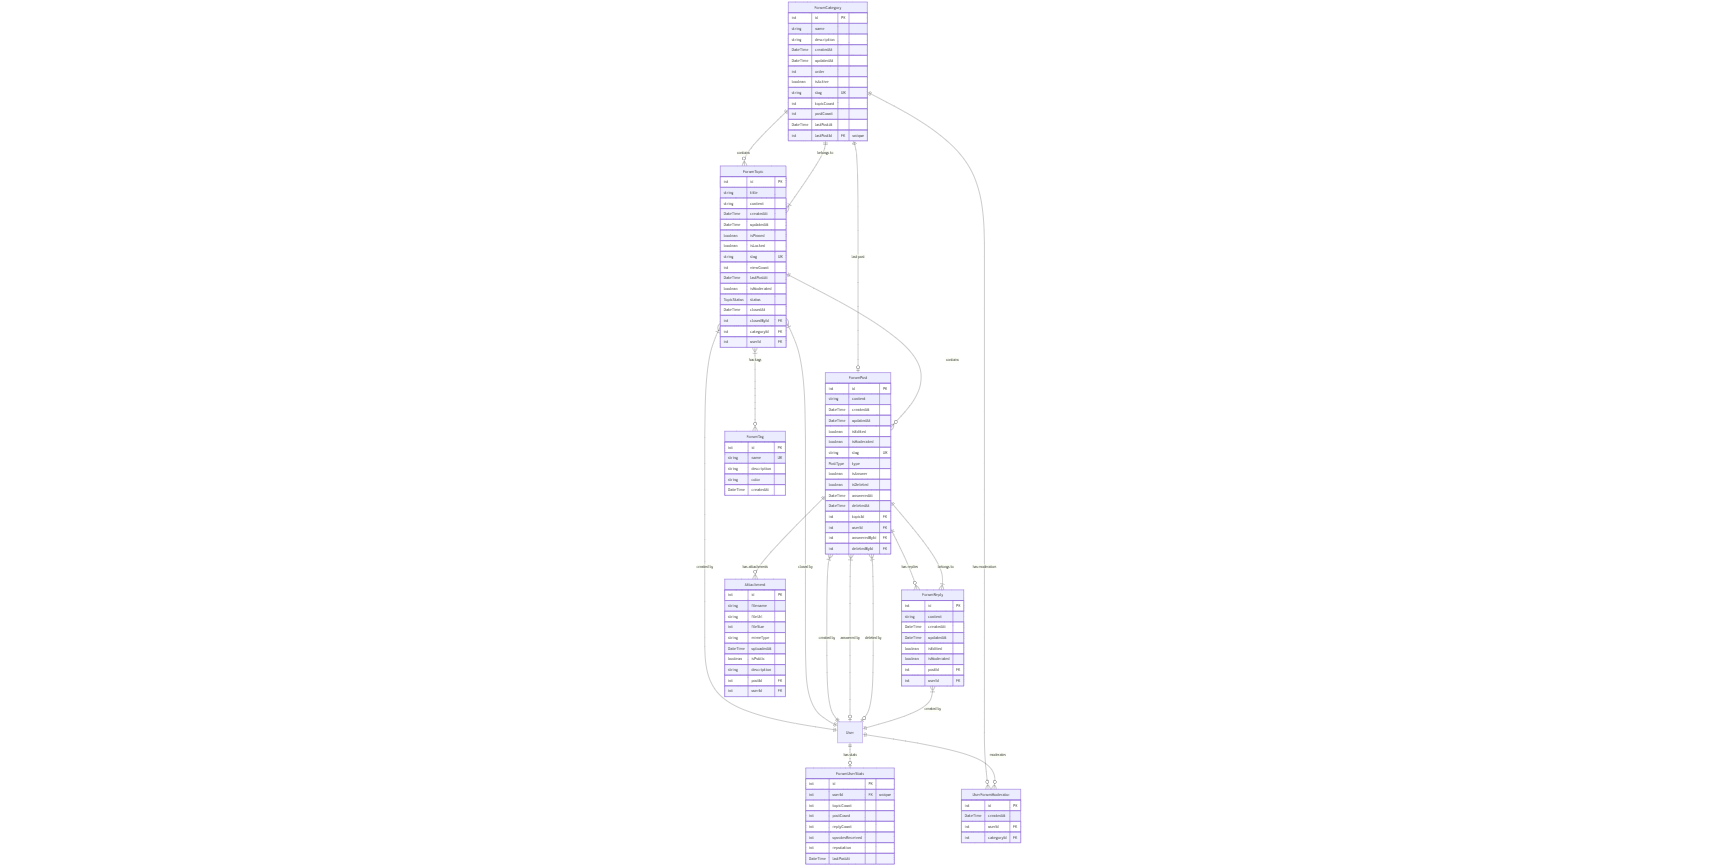 ForumCategory
int id PK
string name
string description
DateTime createdAt
DateTime updatedAt
int order
boolean isActive
string slug UK
int topicCount
int postCount
DateTime lastPostAt
int lastPostId FK unique
contains
belongs to
ForumTopic
int id PK
string title
string content
DateTime createdAt
DateTime updatedAt
boolean isPinned
boolean isLocked
string slug UK
int viewCount
DateTime lastPostAt
boolean isModerated
TopicStatus status
DateTime closedAt
int closedById FK
int categoryId FK
int userId FK
last post
contains
has tags
ForumPost
int id PK
string content
DateTime createdAt
DateTime updatedAt
boolean isEdited
boolean isModerated
string slug UK
PostType type
boolean isAnswer
boolean isDeleted
DateTime answeredAt
DateTime deletedAt
int topicId FK
int userId FK
int answeredById FK
int deletedById FK
ForumTag
int id PK
string name UK
string description
string color
DateTime createdAt
created by
has attachments
closed by
has replies
belongs to
has moderators
Attachment
int id PK
string filename
string fileUrl
int fileSize
string mimeType
DateTime uploadedAt
boolean isPublic
string description
int postId FK
int userId FK
ForumReply
int id PK
string content
DateTime createdAt
DateTime updatedAt
boolean isEdited
boolean isModerated
int postId FK
int userId FK
created by
answered by
deleted by
created by
User
has stats
moderates
ForumUserStats
int id PK
int userId FK unique
int topicCount
int postCount
int replyCount
int upvotesReceived
int reputation
DateTime lastPostAt
UserForumModerator
int id PK
DateTime createdAt
int userId FK
int categoryId FK